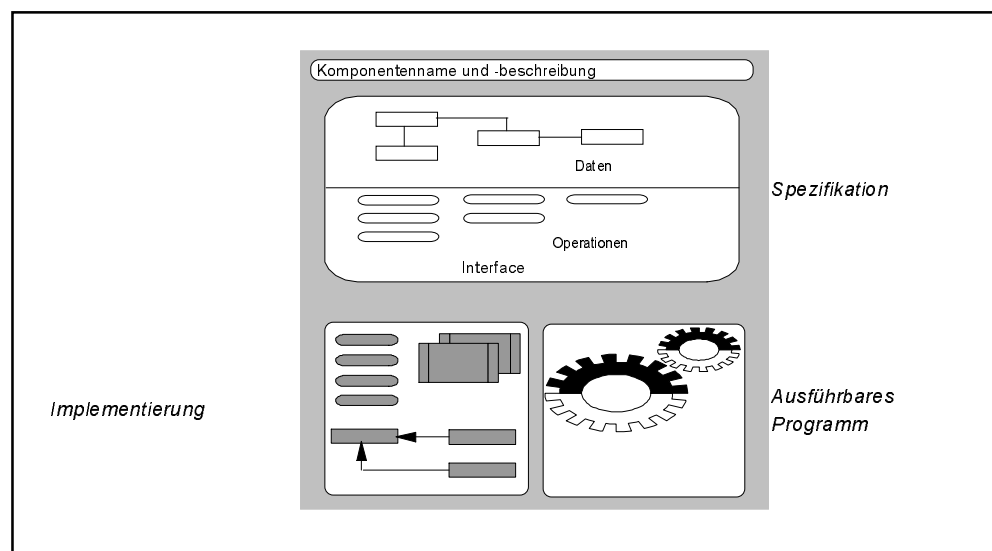 Komponentenname und -beschreibung
Daten
Spezifikation
Operationen
Interface
Implementierung
Ausführbares
Programm